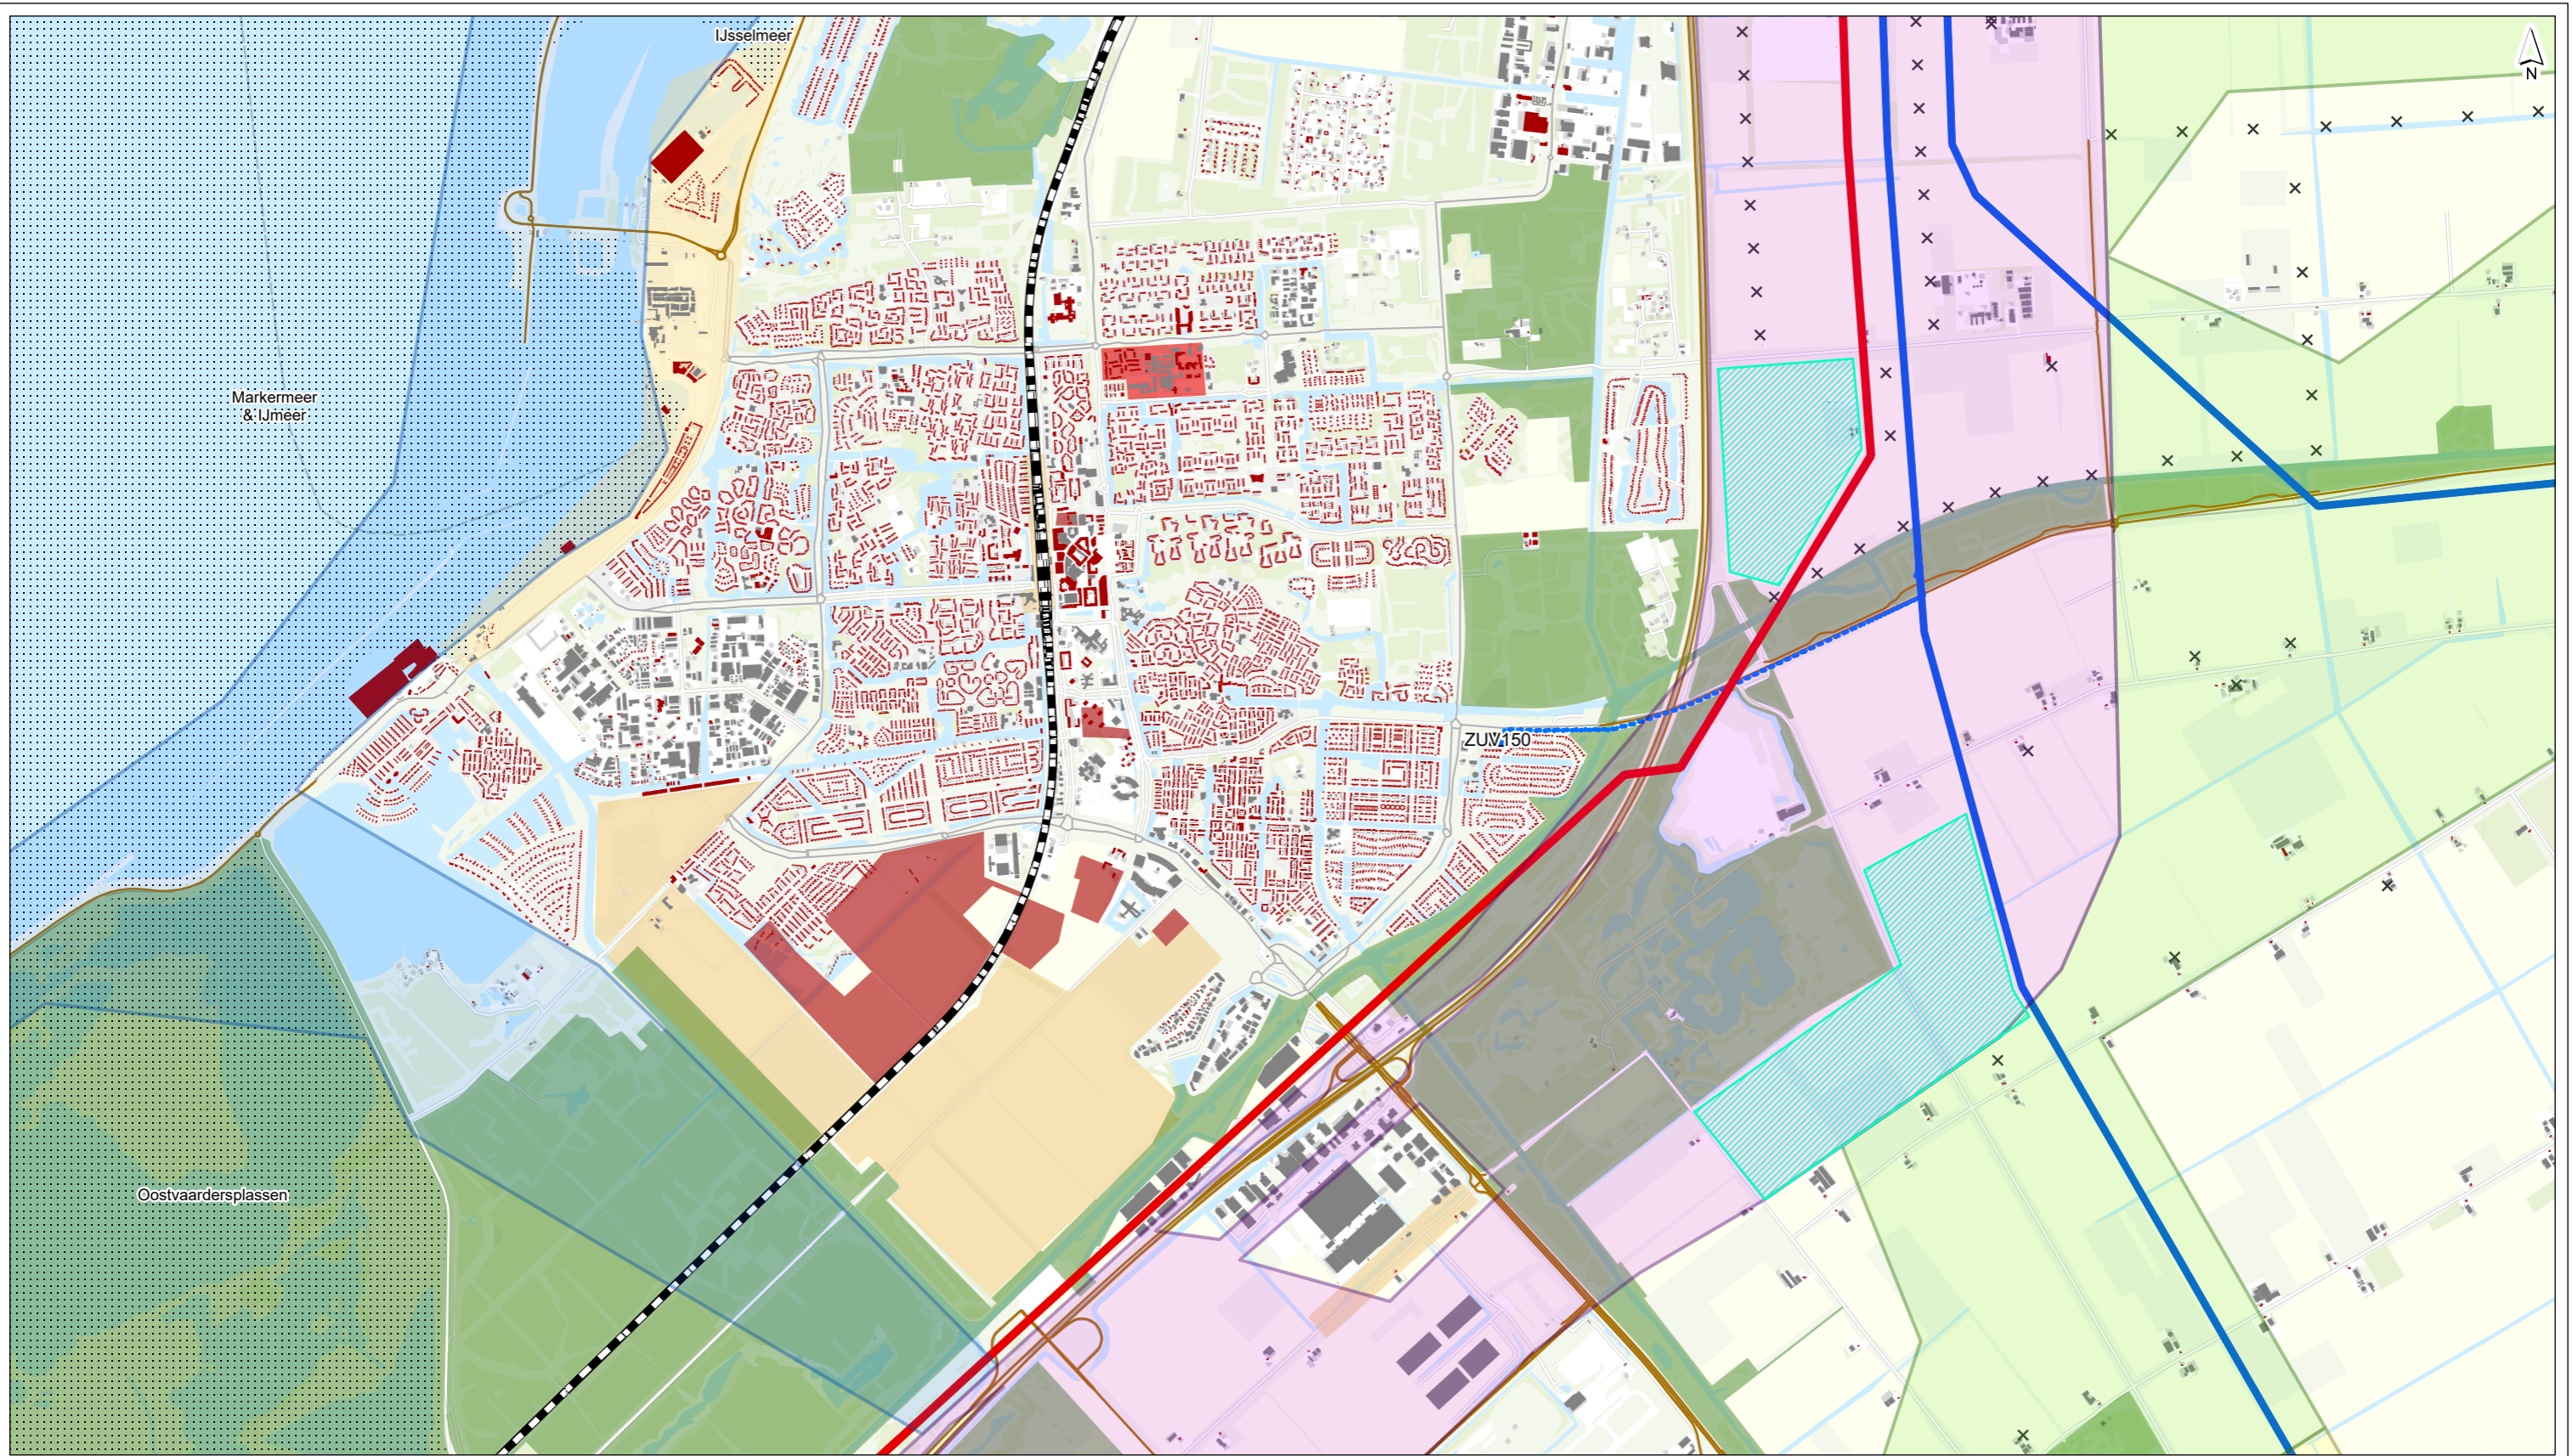 IJsselmeer
N
Markermeer
& IJmeer
ZUV150
Oostvaardersplassen